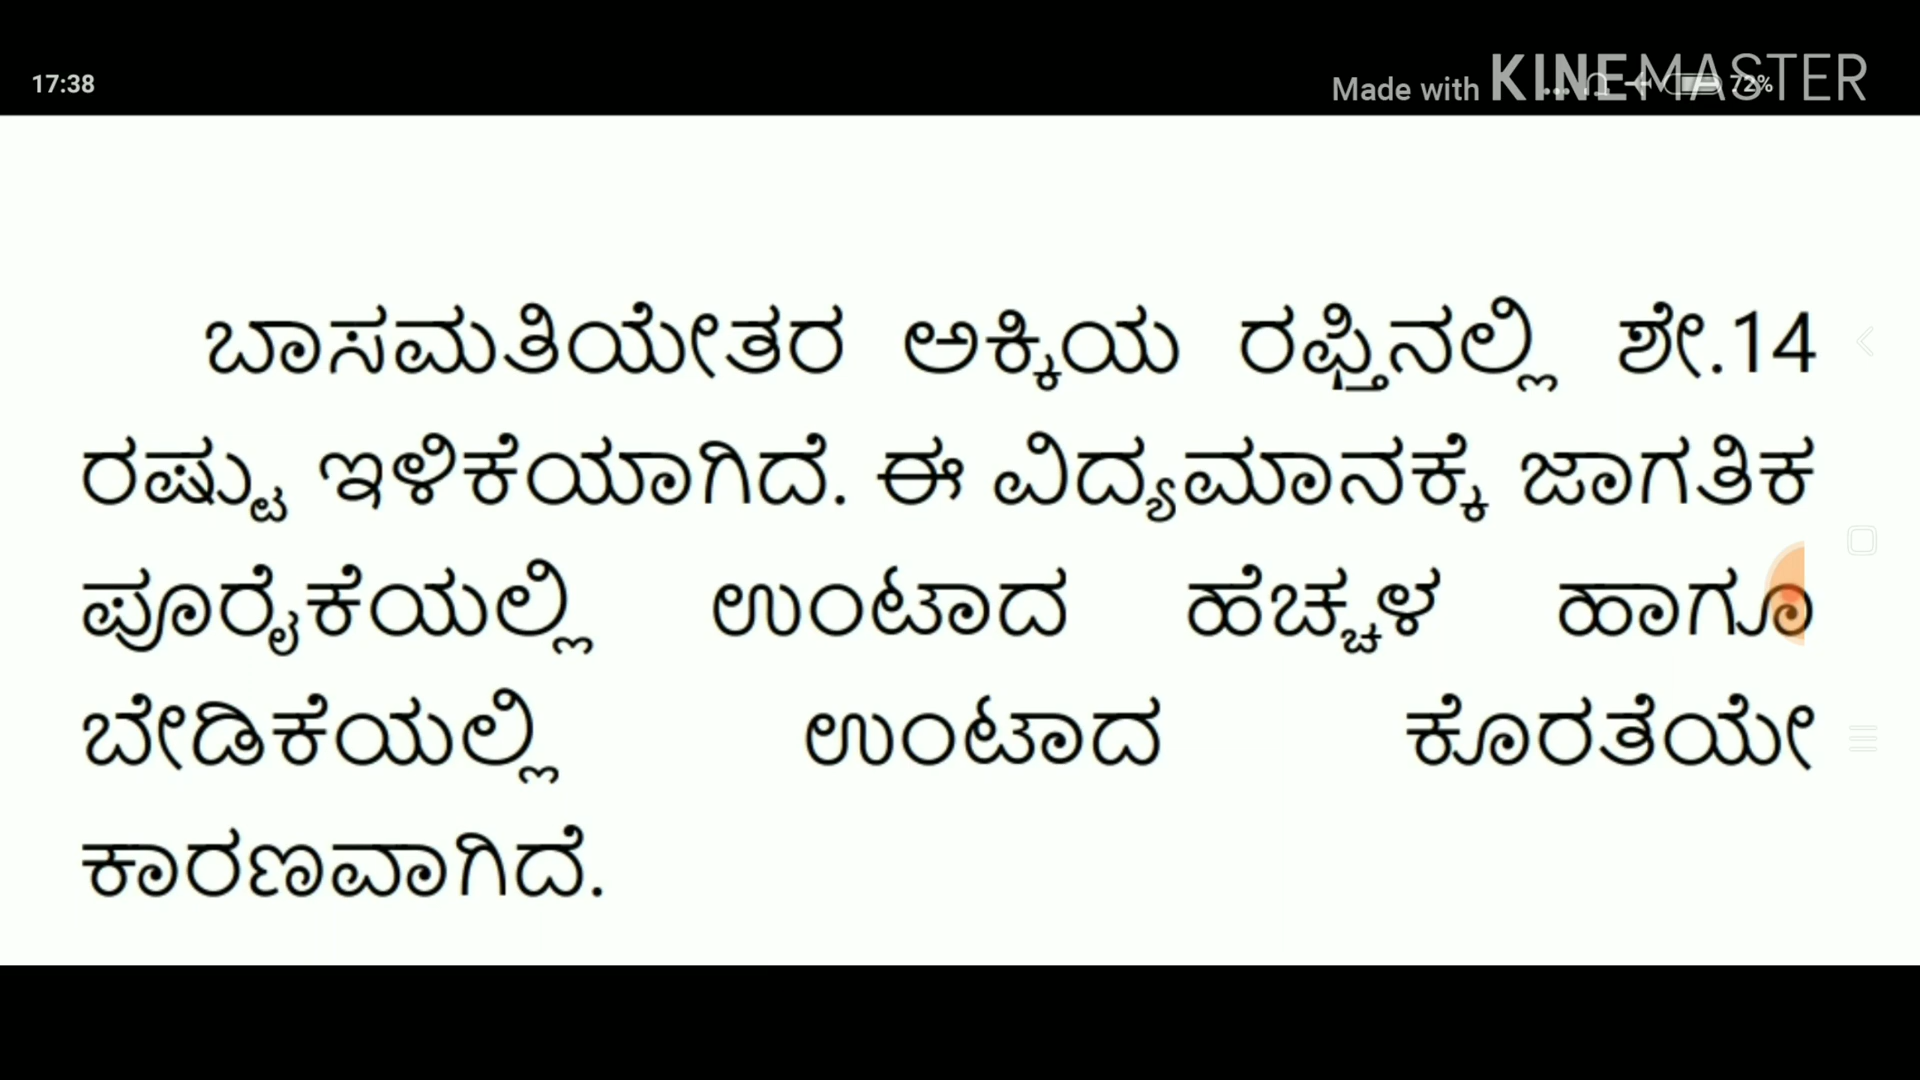 17:38
Made with KINEMASTER
72%
ಬಾಸಮತಿಯೇತರ ಅಕ್ಕಿಯ ರಫ್ತಿನಲ್ಲಿ ಶೇ.14
ರಷ್ಟು ಇಳಿಕೆಯಾಗಿದೆ. ಈ ವಿದ್ಯಮಾನಕ್ಕೆ ಜಾಗತಿಕ
ಪೂರೈಕೆಯಲ್ಲಿ ಉಂಟಾದ ಹೆಚ್ಚಳ ಹಾಗೂ
ಬೇಡಿಕೆಯಲ್ಲಿ ಉಂಟಾದ ಕೊರತೆಯೇ
ಕಾರಣವಾಗಿದೆ.